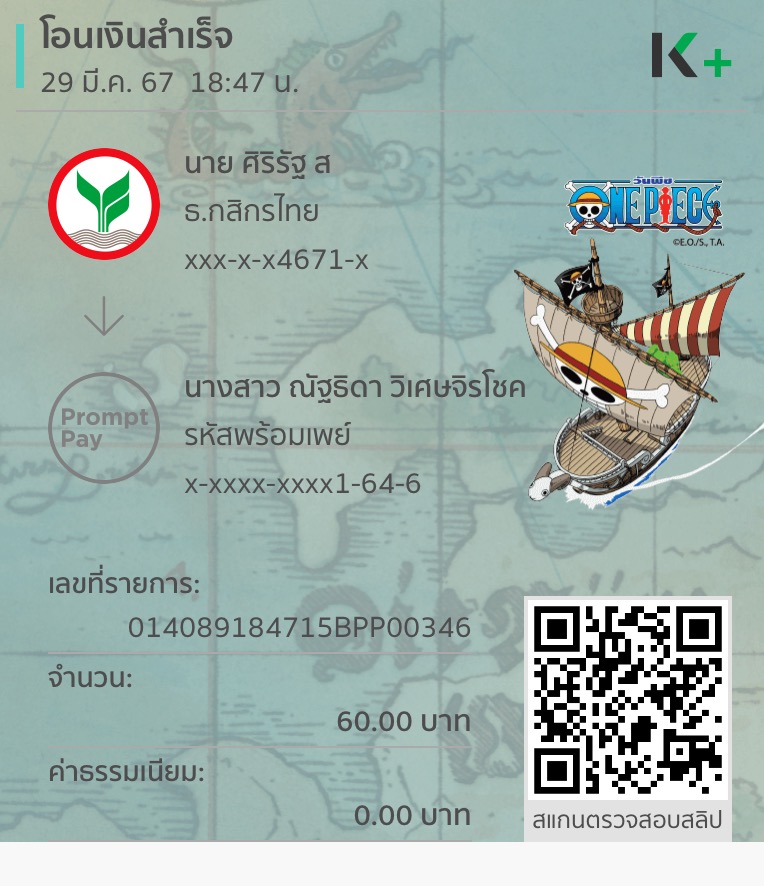 โอนเงินสำเร็จ
29 มี.ค. 67 18:47 น.
K+
นาย ศิริรัฐ ส
ธ.กสิกรไทย
xxx-x-x4671-x
วันพีซ
ONE PIECE
©E.O./S., T.A.
Prompt
Pay
นางสาว ณัฐธิดา วิเศษจิรโชค
รหัสพร้อมเพย์
x-xxxx-xxxx1-64-6
เลขที่รายการ:
014089184715BPP00346
จำนวน:
60.00 บาท
ค่าธรรมเนียม:
0.00 บาท
สแกนตรวจสอบสลิป